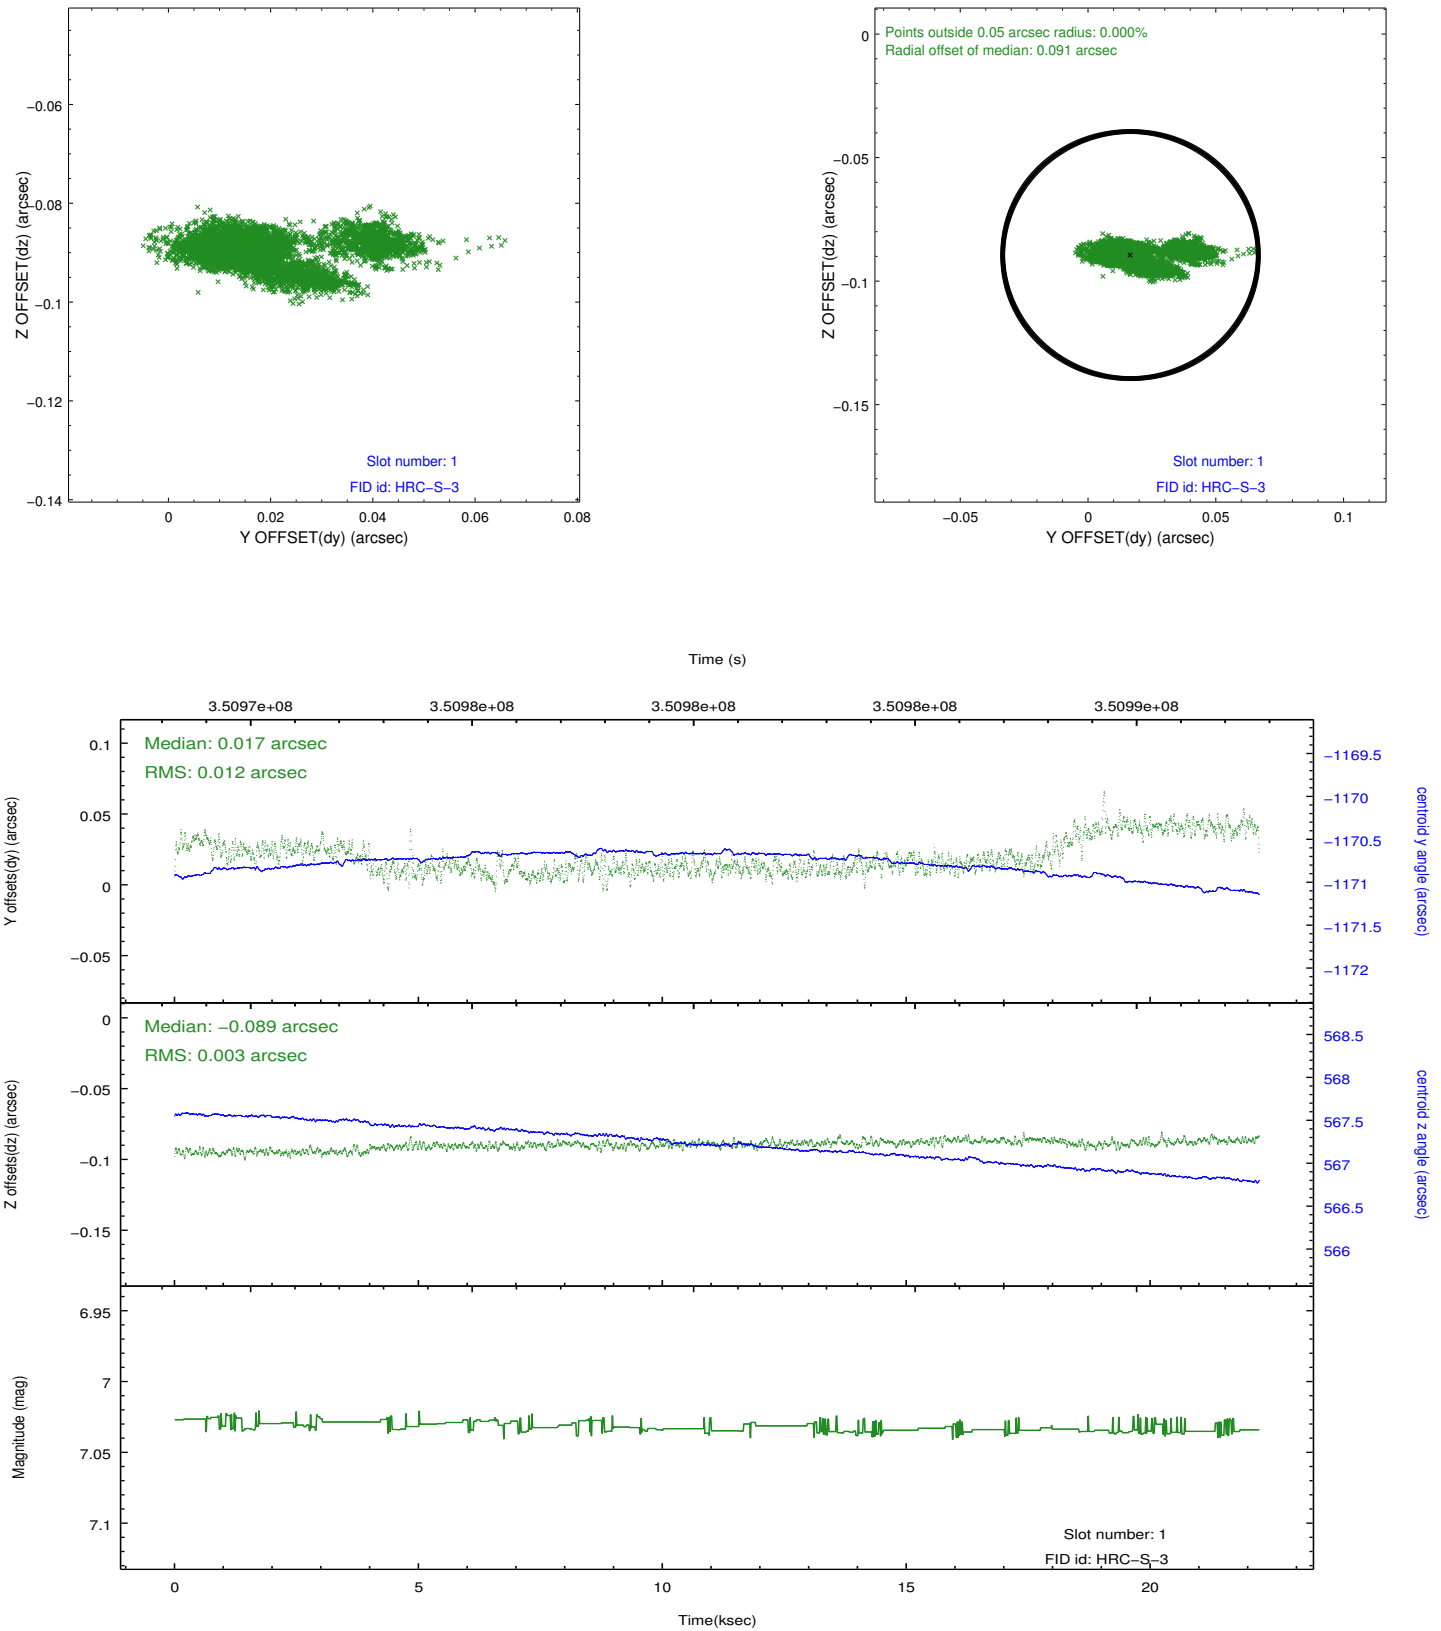 −0.06
−0.08
−0.1
−0.12
−0.14
Z OFFSET(dz) (arcsec)
0 0.02 0.04 0.06 0.08
Y OFFSET(dy) (arcsec)
Slot number: 1
FID id: HRC−S−3
Points outside 0.05 arcsec radius: 0.000%
Radial offset of median: 0.091 arcsec
0
−0.05
−0.1
−0.15
Z OFFSET(dz) (arcsec)
−0.05 0 0.05 0.1
Y OFFSET(dy) (arcsec)
Slot number: 1
FID id: HRC−S−3
Time (s)
3.5097e+08 3.5098e+08 3.5098e+08 3.5098e+08 3.5099e+08
Median: 0.017 arcsec
RMS: 0.012 arcsec
0.1
0.05
0
−0.05
Y offsets(dy) (arcsec)
−1169.5
−1170
−1170.5
−1171
−1171.5
−1172
centroid y angle (arcsec)
Median: −0.089 arcsec
RMS: 0.003 arcsec
0
−0.05
−0.1
−0.15
Z offsets(dz) (arcsec)
568.5
568
567.5
567
566.5
566
centroid z angle (arcsec)
6.95
7
7.05
7.1
Magnitude (mag)
Slot number: 1
FID id: HRC−S−3
0 5 10 15 20
Time(ksec)